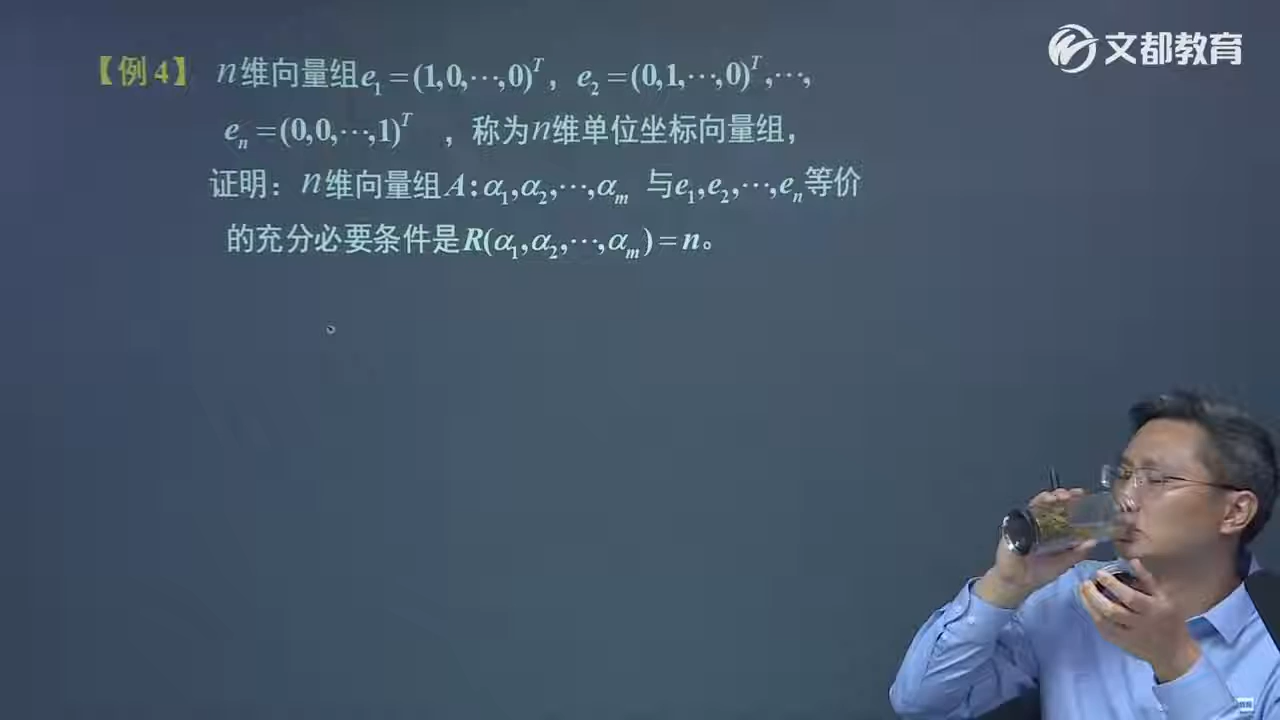 文都教育
【例4】 n维向量组e₁=(1,0,⋯,0)ᵀ, e₂=(0,1,⋯,0)ᵀ,⋯,
eₙ=(0,0,⋯,1)ᵀ ,称为n维单位坐标向量组,
证明:n维向量组A:α₁,α₂,⋯,αₘ 与e₁,e₂,⋯,eₙ等价
的充分必要条件是R(α₁,α₂,⋯,αₘ)=n。